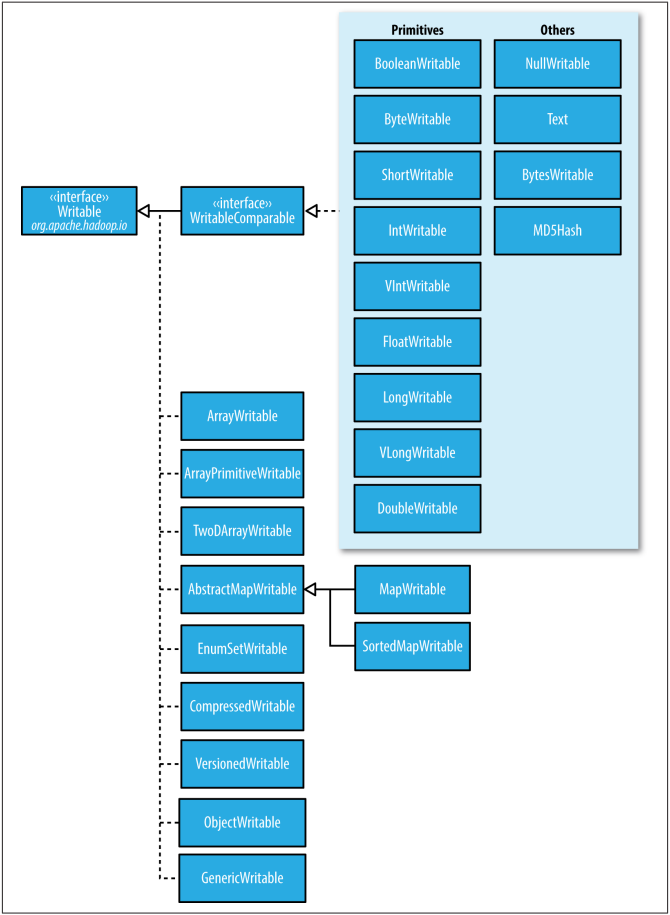 Primitives
Others
BooleanWritable
NullWritable
ByteWritable
Text
ShortWritable
BytesWritable
IntWritable
MD5Hash
VIntWritable
FloatWritable
LongWritable
VLongWritable
DoubleWritable
‹‹interface››
Writable
org.apache.hadoop.io
‹‹interface››
WritableComparable
ArrayWritable
ArrayPrimitiveWritable
TwoDArrayWritable
AbstractMapWritable
MapWritable
SortedMapWritable
EnumSetWritable
CompressedWritable
VersionedWritable
ObjectWritable
GenericWritable